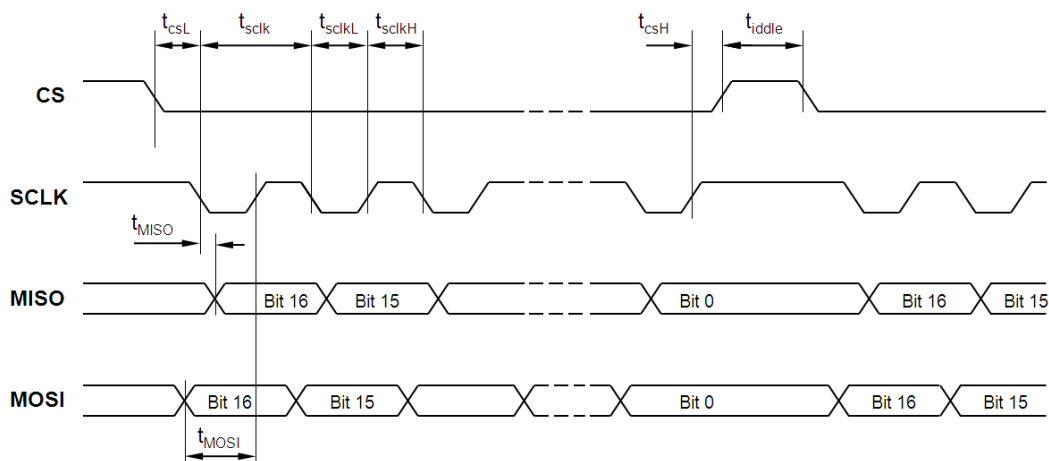 tcsL tsclk tsclkL tsclkH tcsH tiddle
CS
SCLK
tMISO
MISO Bit 16 Bit 15 Bit 0 Bit 16 Bit 15
MOSI Bit 16 Bit 15 Bit 0 Bit 16 Bit 15
tMOSI